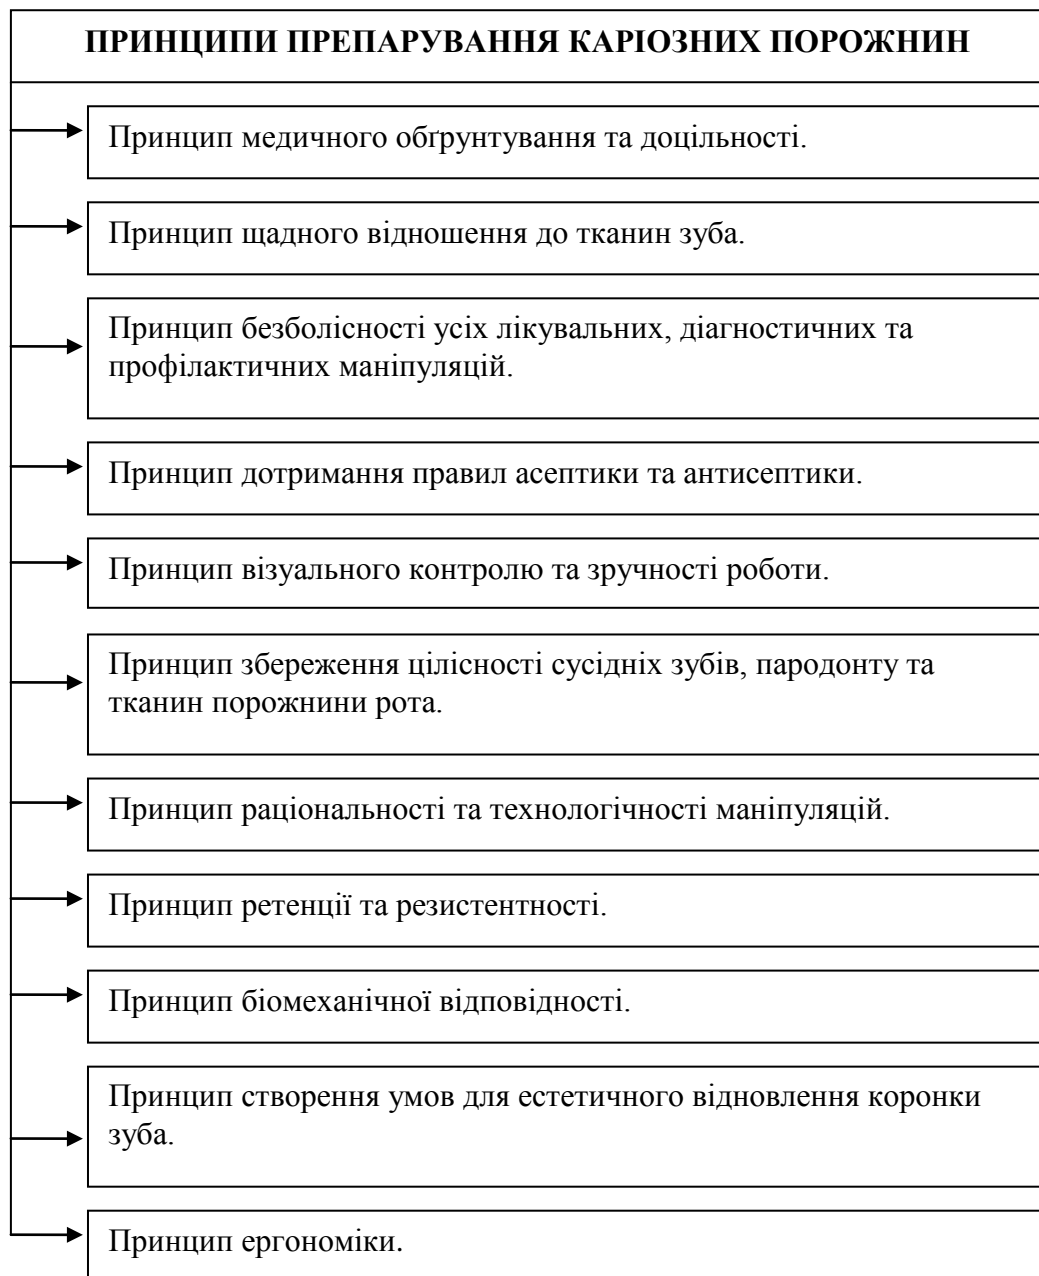 ПРИНЦИПИ ПРЕПАРУВАННЯ КАРІОЗНИХ ПОРОЖНИН
Принцип медичного обґрунтування та доцільності.
Принцип щадного відношення до тканин зуба.
Принцип безболісності усіх лікувальних, діагностичних та
профілактичних маніпуляцій.
Принцип дотримання правил асептики та антисептики.
Принцип візуального контролю та зручності роботи.
Принцип збереження цілісності сусідніх зубів, пародонту та
тканин порожнини рота.
Принцип раціональності та технологічності маніпуляцій.
Принцип ретенції та резистентності.
Принцип біомеханічної відповідності.
Принцип створення умов для естетичного відновлення коронки
зуба.
Принцип ергономіки.